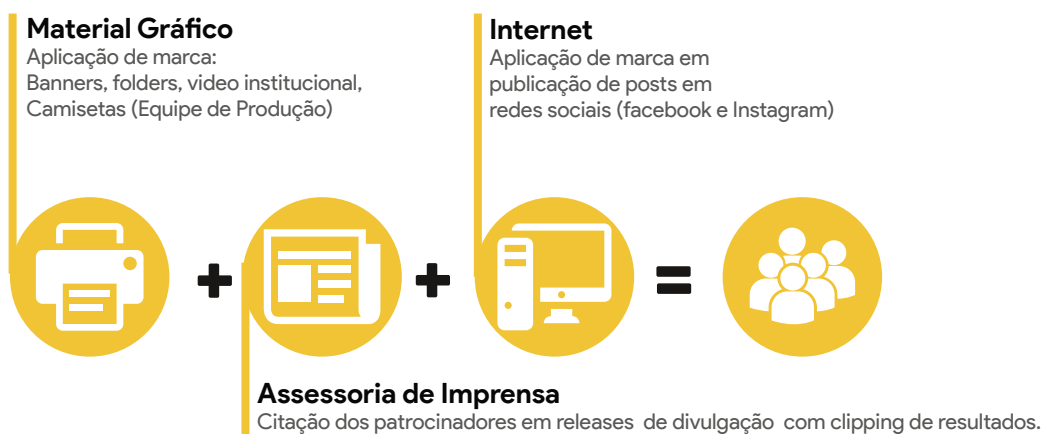 Material Gráfico
Aplicação de marca:
Banners, folders, video institucional,
Camisetas (Equipe de Produção)
Internet
Aplicação de marca em
publicação de posts em
redes sociais (facebook e Instagram)
+
+
=
Assessoria de Imprensa
Citação dos patrocinadores em releases de divulgação com clipping de resultados.